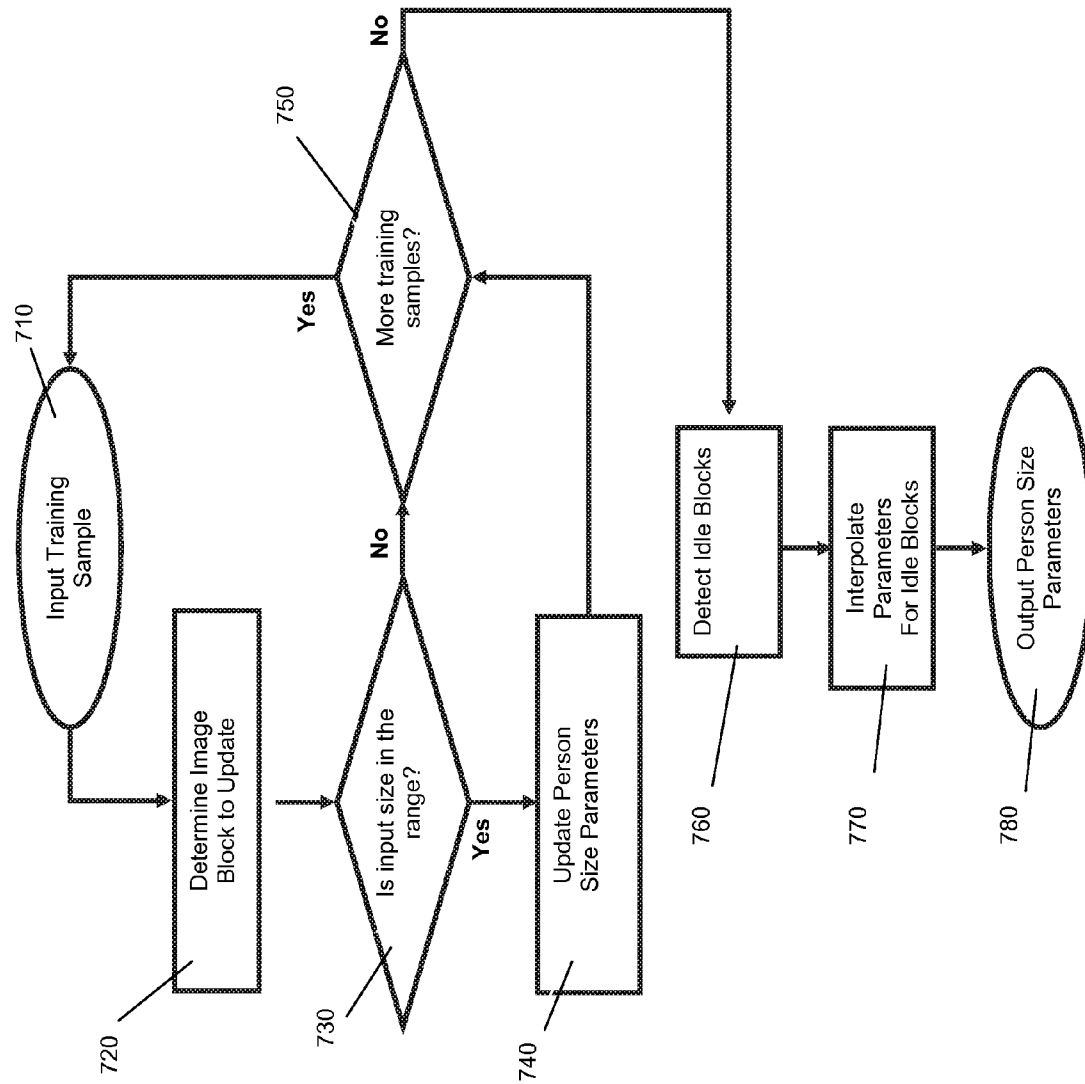 710
Input Training
Sample
720
Determine Image
Block to Update
730
Is input size in the
range?
No
Yes
740
Update Person
Size Parameters
750
More training
samples?
Yes
No
760
Detect Idle Blocks
770
Interpolate
Parameters
For Idle Blocks
780
Output Person Size
Parameters